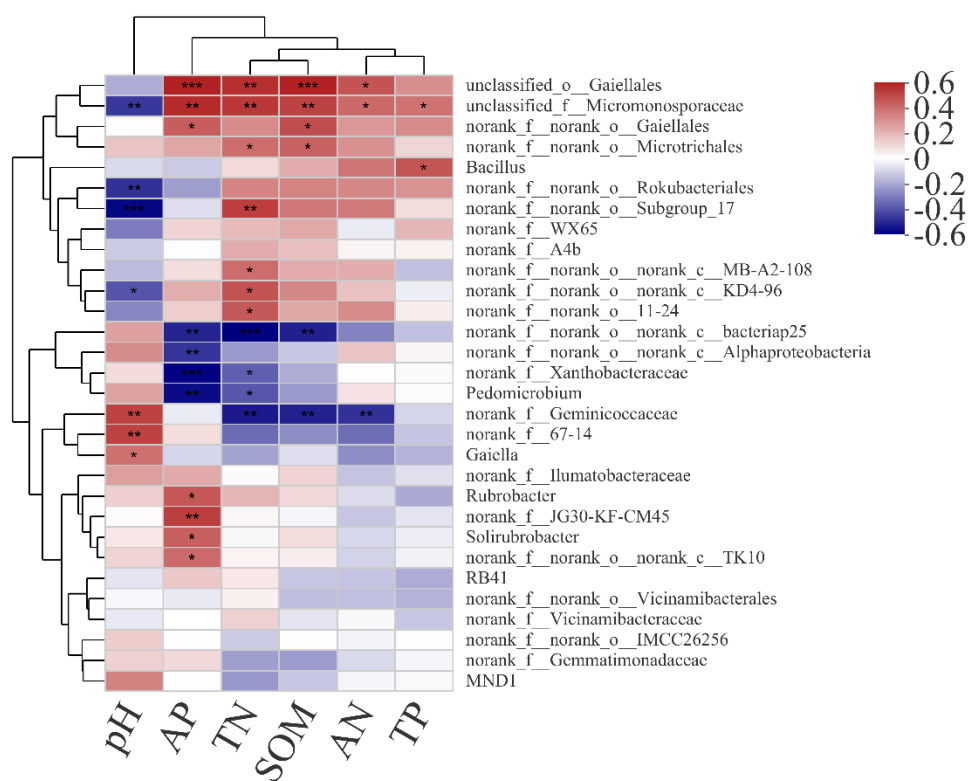 *** ** *** * unclassified_o__Gaiellales
** ** ** ** * * unclassified_f__Micromonosporaceae
* * norank_f__norank_o__Gaiellales
* * norank_f__norank_o__Microtrichales
* Bacillus
** norank_f__norank_o__Rokubacteriales
*** ** norank_f__norank_o__Subgroup_17
norank_f__WX65
norank_f__A4b
* norank_f__norank_o__norank_c__MB-A2-108
* * norank_f__norank_o__norank_c__KD4-96
* norank_f__norank_o__11-24
** *** ** norank_f__norank_o__norank_c__bacteriap25
** norank_f__norank_o__norank_c__Alphaproteobacteria
*** * norank_f__Xanthobacteraceae
** * Pedomicrobium
** ** ** ** norank_f__Geminicoccaceae
** norank_f__67-14
* Gaiella
norank_f__Ilumatobacteraceae
* Rubrobacter
** norank_f__JG30-KF-CM45
* Solirubrobacter
* norank_f__norank_o__norank_c__TK10
RB41
norank_f__norank_o__Vicinamibacterales
norank_f__Vicinamibacteraceae
norank_f__norank_o__IMCC26256
norank_f__Gemmatimonadaceae
MND1
pH AP TN SOM AN TP
0.6
0.4
0.2
0
-0.2
-0.4
-0.6